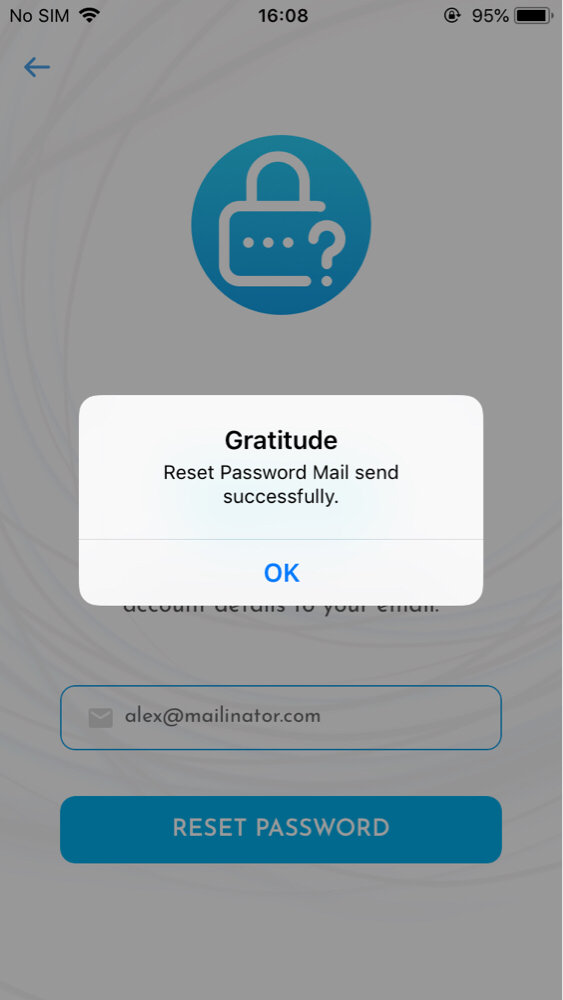 No SIM 16:08 95%
Gratitude
Reset Password Mail send
successfully.
OK
account details to your email.
alex@mailinator.com
RESET PASSWORD